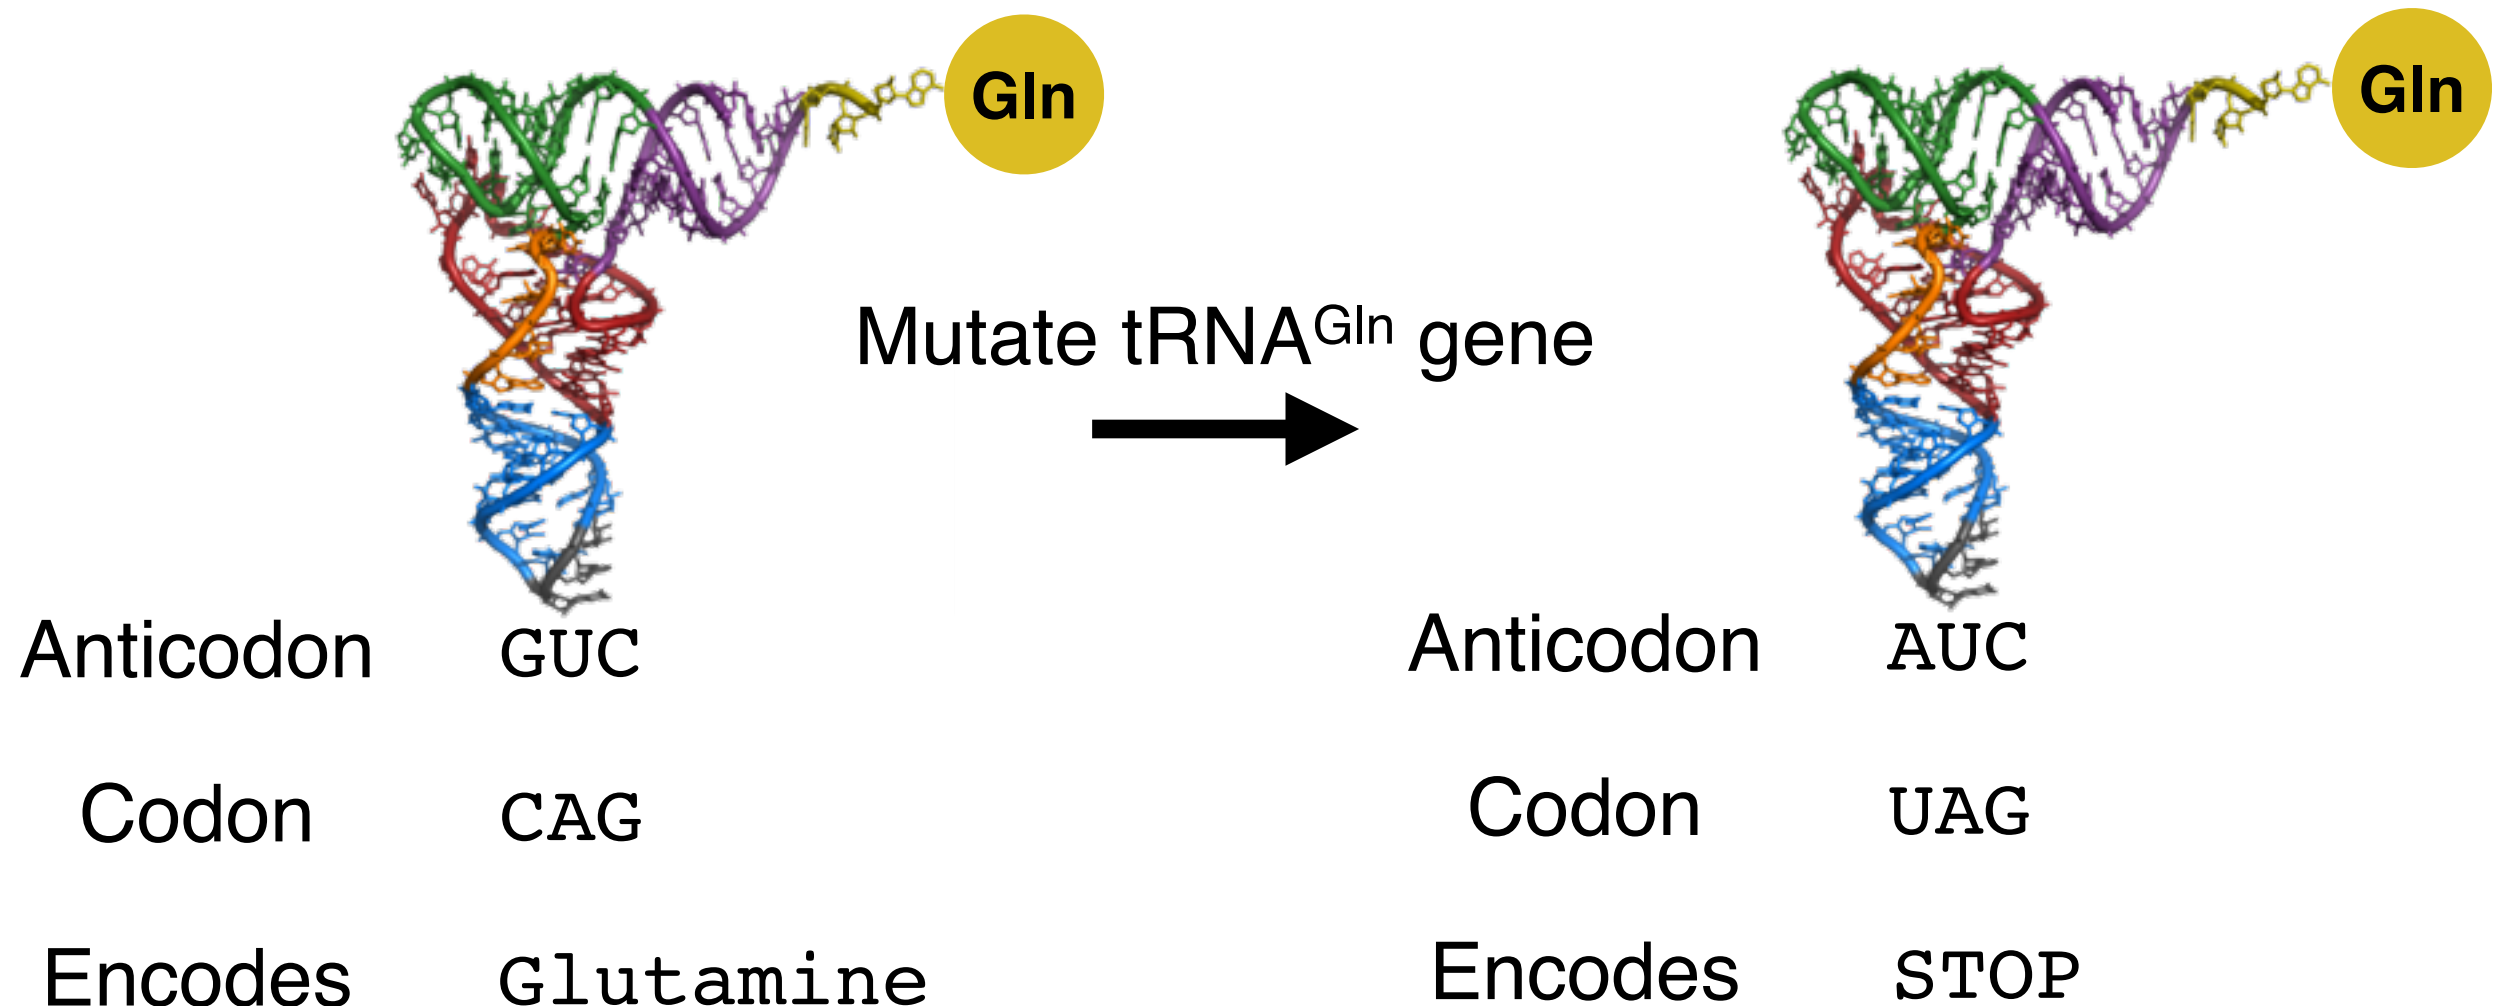 Gln
Gln
Mutate tRNAGln gene
Anticodon GUC
Anticodon AUC
Codon CAG
Codon UAG
Encodes Glutamine
Encodes STOP